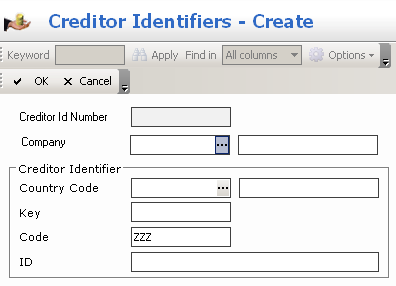 Creditor Identifiers - Create
Keyword Apply Find in All columns Options
OK Cancel
Creditor Id Number
Company ...
Creditor Identifier
Country Code ...
Key
Code ZZZ
ID